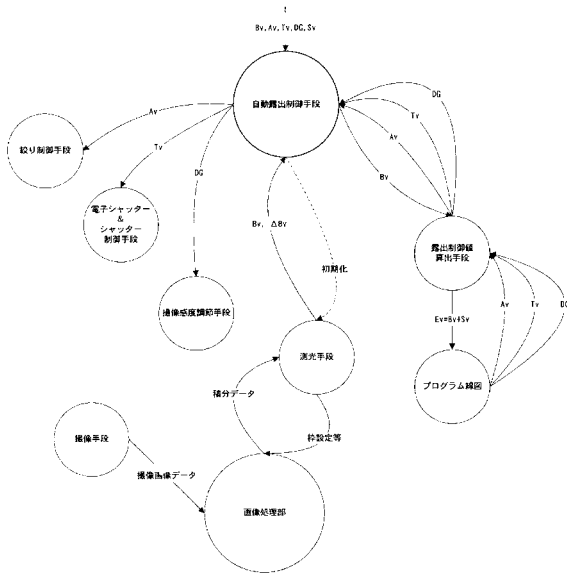 Bv,Av,Tv,DG,Sv
自動露出制御手段
DG
Tv
Av
Bv
Av
Tv
DG
絞り制御手段
電子シャッター
&
シャッター
制御手段
撮像感度調節手段
Bv, ΔBv
初期化
露出制御値
算出手段
Ev=Bv+Sv
Av
Tv
DG
プログラム線図
測光手段
積分データ
枠設定等
撮像手段
撮像画像データ
画像処理部